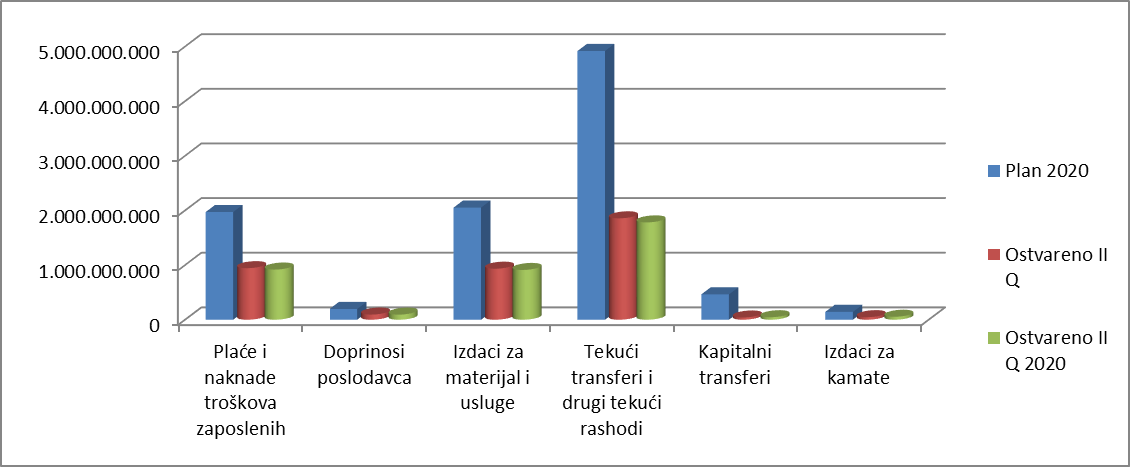 5.000.000.000
4.000.000.000
3.000.000.000
2.000.000.000
1.000.000.000
0
Plaće i
naknade
troškova
zaposlenih
Doprinosi
poslodavca
Izdaci za
materijal i
usluge
Tekući
transferi i
drugi tekući
rashodi
Kapitalni
transferi
Izdaci za
kamate
Plan 2020
Ostvareno II
Q
Ostvareno II
Q 2020